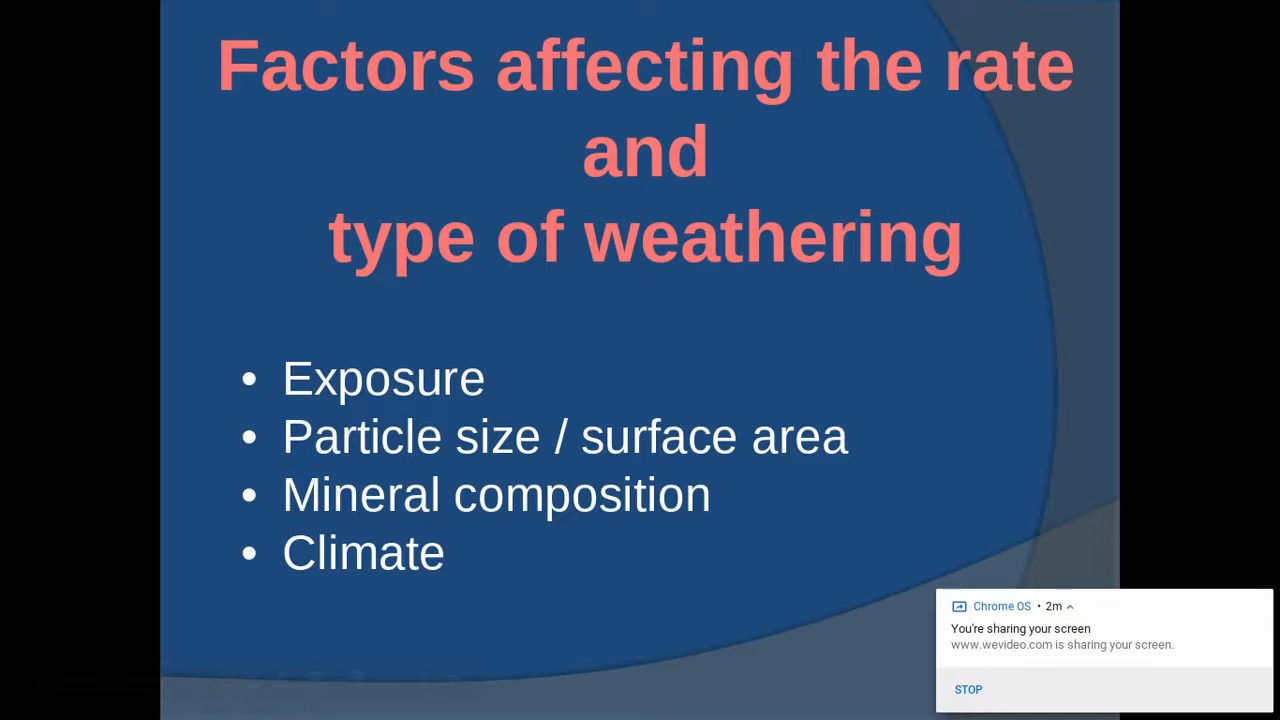 Factors affecting the rate
and
type of weathering
• Exposure
• Particle size / surface area
• Mineral composition
• Climate
Chrome OS • 2m
You're sharing your screen
www.wevideo.com is sharing your screen.
STOP